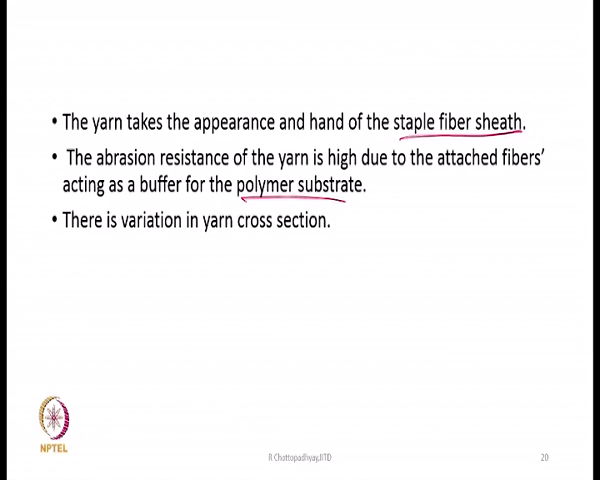 • The yarn takes the appearance and hand of the staple fiber sheath.
• The abrasion resistance of the yarn is high due to the attached fibers’
acting as a buffer for the polymer substrate.
• There is variation in yarn cross section.
NPTEL
R Chattopadhyay,IITD
20